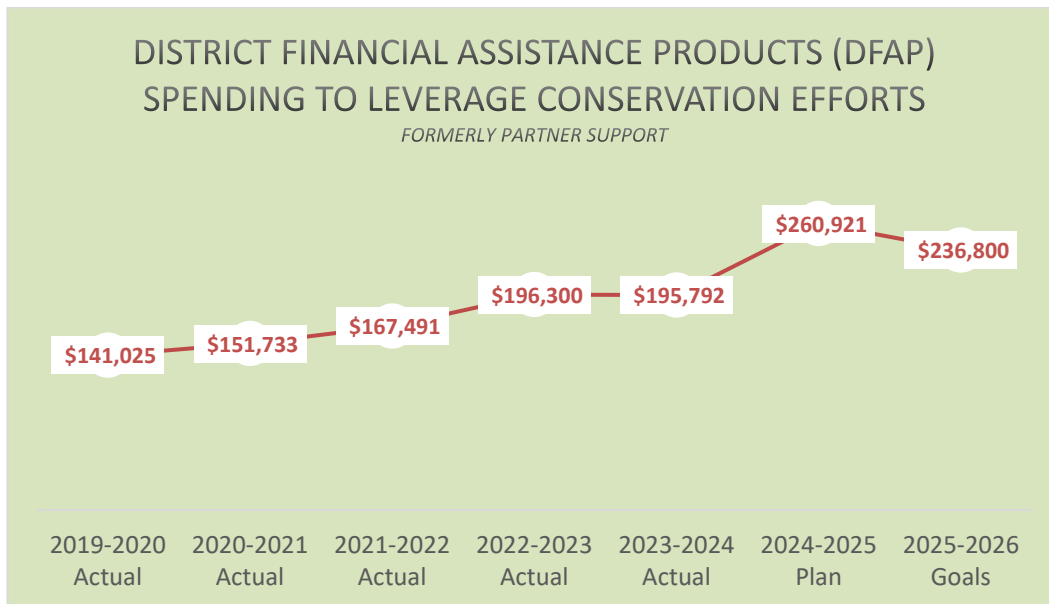 DISTRICT FINANCIAL ASSISTANCE PRODUCTS (DFAP)
SPENDING TO LEVERAGE CONSERVATION EFFORTS
FORMERLY PARTNER SUPPORT
$141,025
$151,733
$167,491
$196,300
$195,792
$260,921
$236,800
2019-2020 Actual
2020-2021 Actual
2021-2022 Actual
2022-2023 Actual
2023-2024 Actual
2024-2025 Plan
2025-2026 Goals